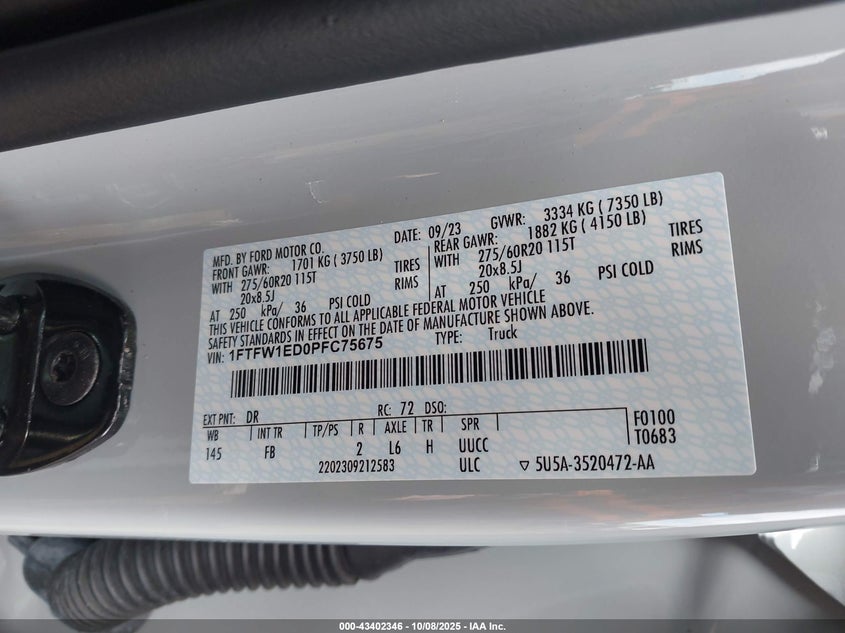 MFD. BY FORD MOTOR CO. DATE: 09/23 GVWR: 3334 KG ( 7350 LB)
FRONT GAWR: 1701 KG ( 3750 LB) REAR GAWR: 1882 KG ( 4150 LB)
WITH 275/60R20 115T TIRES WITH 275/60R20 115T TIRES
20x8.5J RIMS 20x8.5J RIMS
AT 250 kPa/ 36 PSI COLD AT 250 kPa/ 36 PSI COLD
THIS VEHICLE CONFORMS TO ALL APPLICABLE FEDERAL MOTOR VEHICLE
SAFETY STANDARDS IN EFFECT ON THE DATE OF MANUFACTURE SHOWN ABOVE.
VIN: 1FTFW1ED0PFC75675 TYPE: Truck
EXT PNT: DR RC: 72 DSO: F0100
WB INT TR TP/PS R AXLE TR SPR T0683
145 FB 2 L6 H UUCC
2202309212583 ULC ▽ 5U5A-3520472-AA
000-43402346 | 10/08/2025 - IAA Inc.